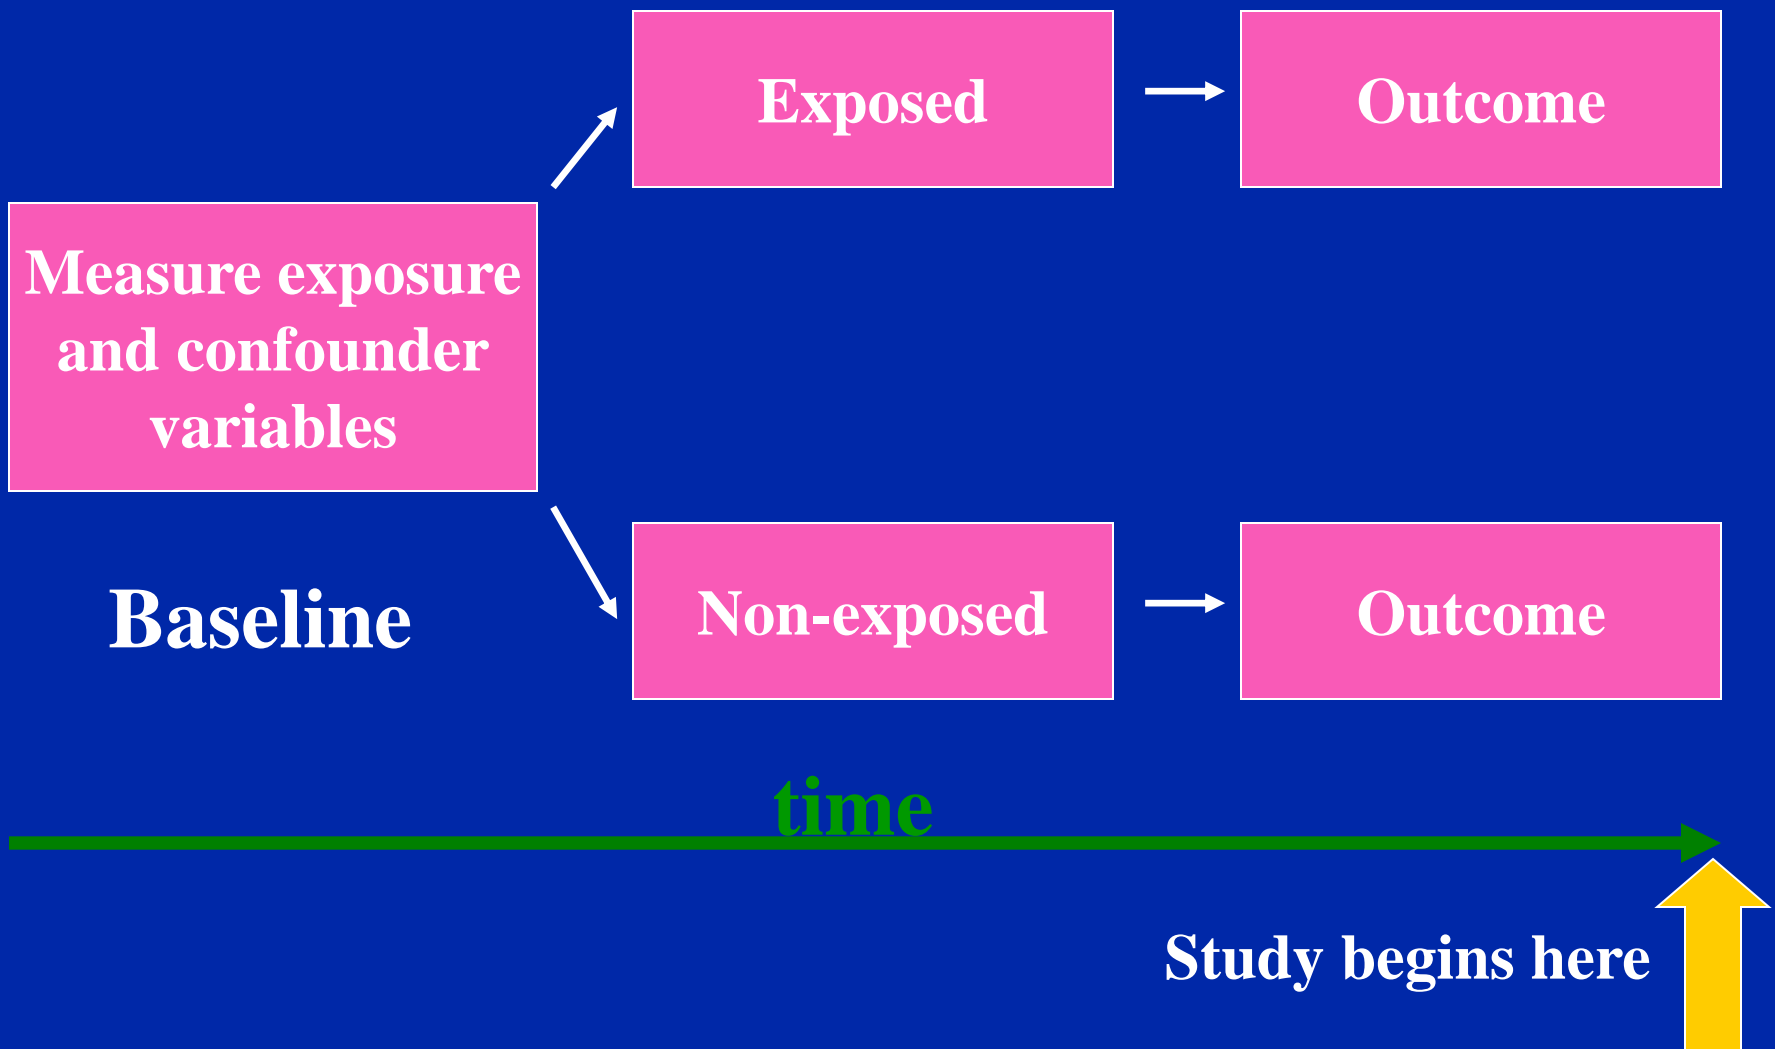 Exposed
Outcome
Measure exposure
and confounder
variables
Baseline
Non-exposed
Outcome
time
Study begins here